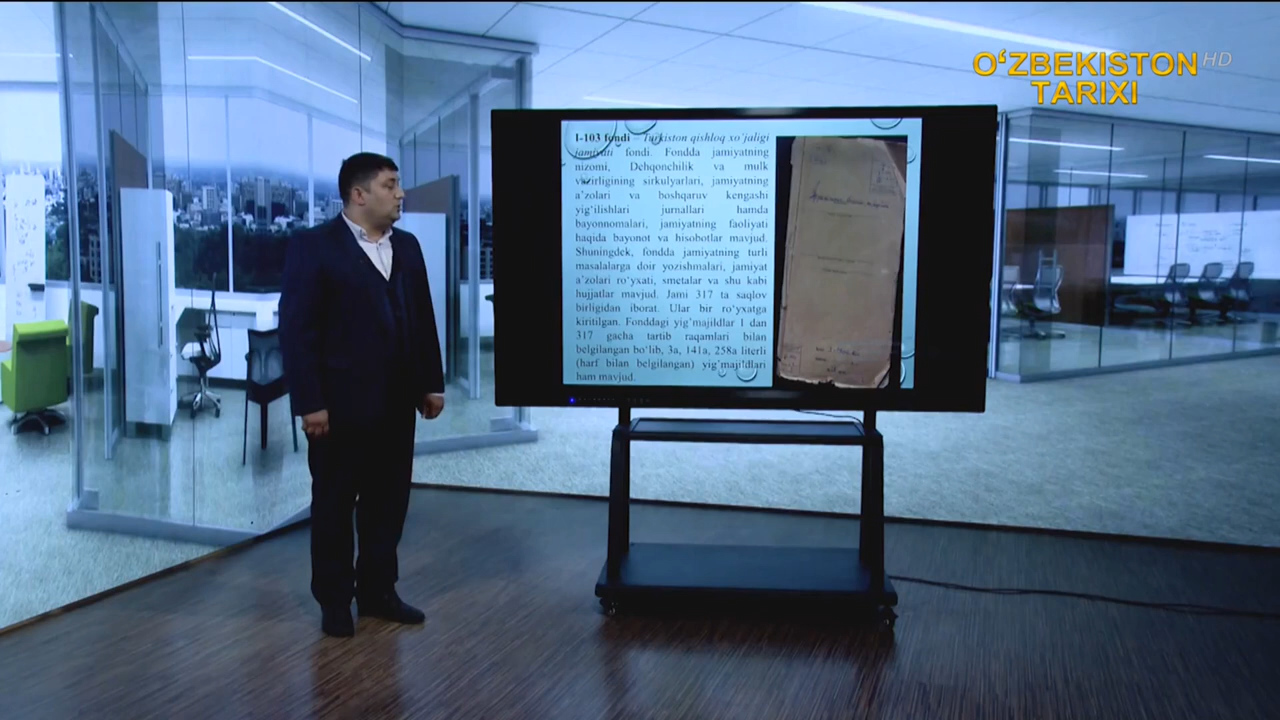 O‘ZBEKISTON HD
TARIXI
I-103 fondi – Turkiston qishloq xo‘jaligi
jamiyati fondi. Fondda jamiyatning
nizomi, Dehqonchilik va mulk
vazirligining sirkulyarlari, jamiyatning
a’zolari va boshqaruv kengashi
yig‘ilishlari jurnallari hamda
bayonnomalari, jamiyatning faoliyati
haqida bayonot va hisobotlar mavjud.
Shuningdek, fondda jamiyatning turli
masalalarga doir yozishmalari, jamiyat
a’zolari ro‘yxati, smetalar va shu kabi
hujjatlar mavjud. Jami 317 ta saqlov
birligidan iborat. Ular bir ro‘yxatga
kiritilgan. Fonddagi yig‘majildlar 1 dan
317 gacha tartib raqamlari bilan
belgilangan bo‘lib, 3a, 141a, 258a literli
(harf bilan belgilangan) yig‘majildlari
ham mavjud.